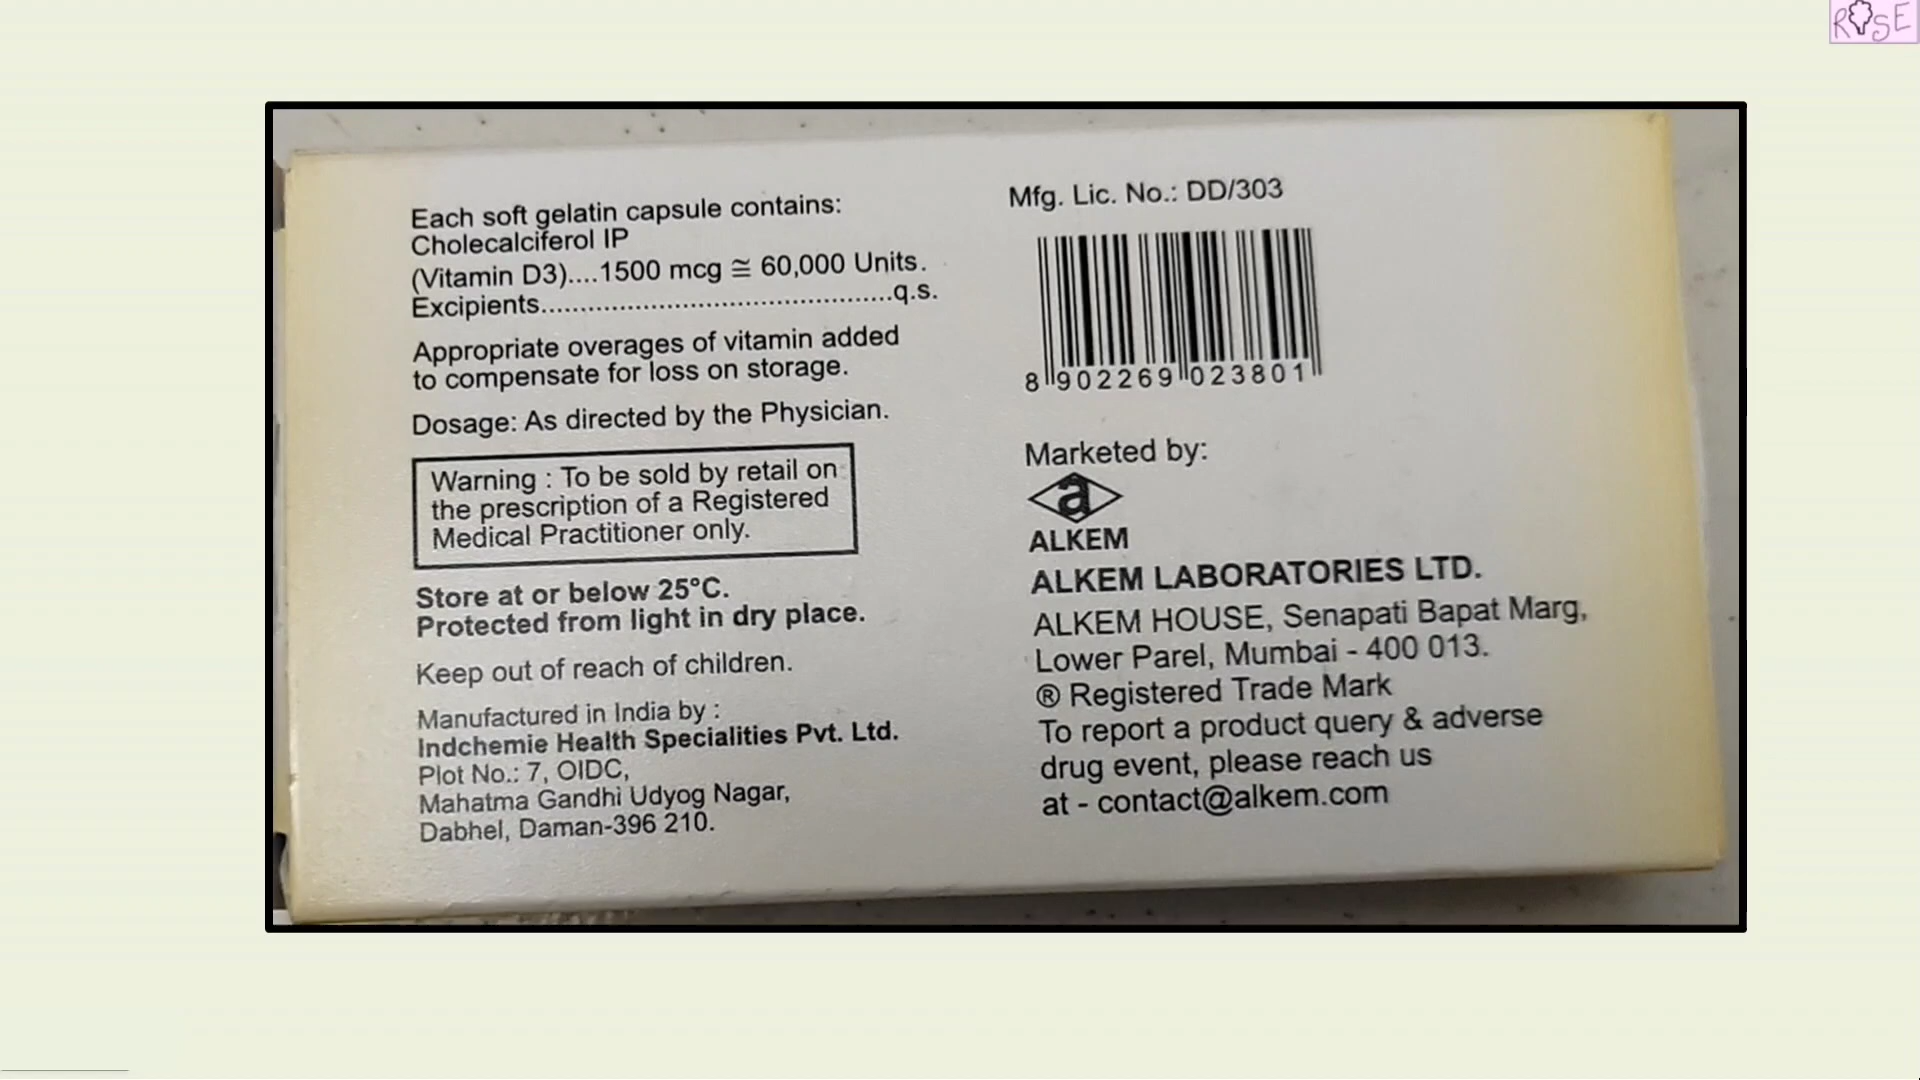 ROSE
Each soft gelatin capsule contains:
Cholecalciferol IP
(Vitamin D3)....1500 mcg ≅ 60,000 Units.
Excipients............................................q.s.
Appropriate overages of vitamin added
to compensate for loss on storage.
Dosage: As directed by the Physician.
Warning : To be sold by retail on
the prescription of a Registered
Medical Practitioner only.
Store at or below 25°C.
Protected from light in dry place.
Keep out of reach of children.
Manufactured in India by :
Indchemie Health Specialities Pvt. Ltd.
Plot No.: 7, OIDC,
Mahatma Gandhi Udyog Nagar,
Dabhel, Daman-396 210.
Mfg. Lic. No.: DD/303
8 902269 023801
Marketed by:
a
ALKEM
ALKEM LABORATORIES LTD.
ALKEM HOUSE, Senapati Bapat Marg,
Lower Parel, Mumbai - 400 013.
® Registered Trade Mark
To report a product query & adverse
drug event, please reach us
at - contact@alkem.com